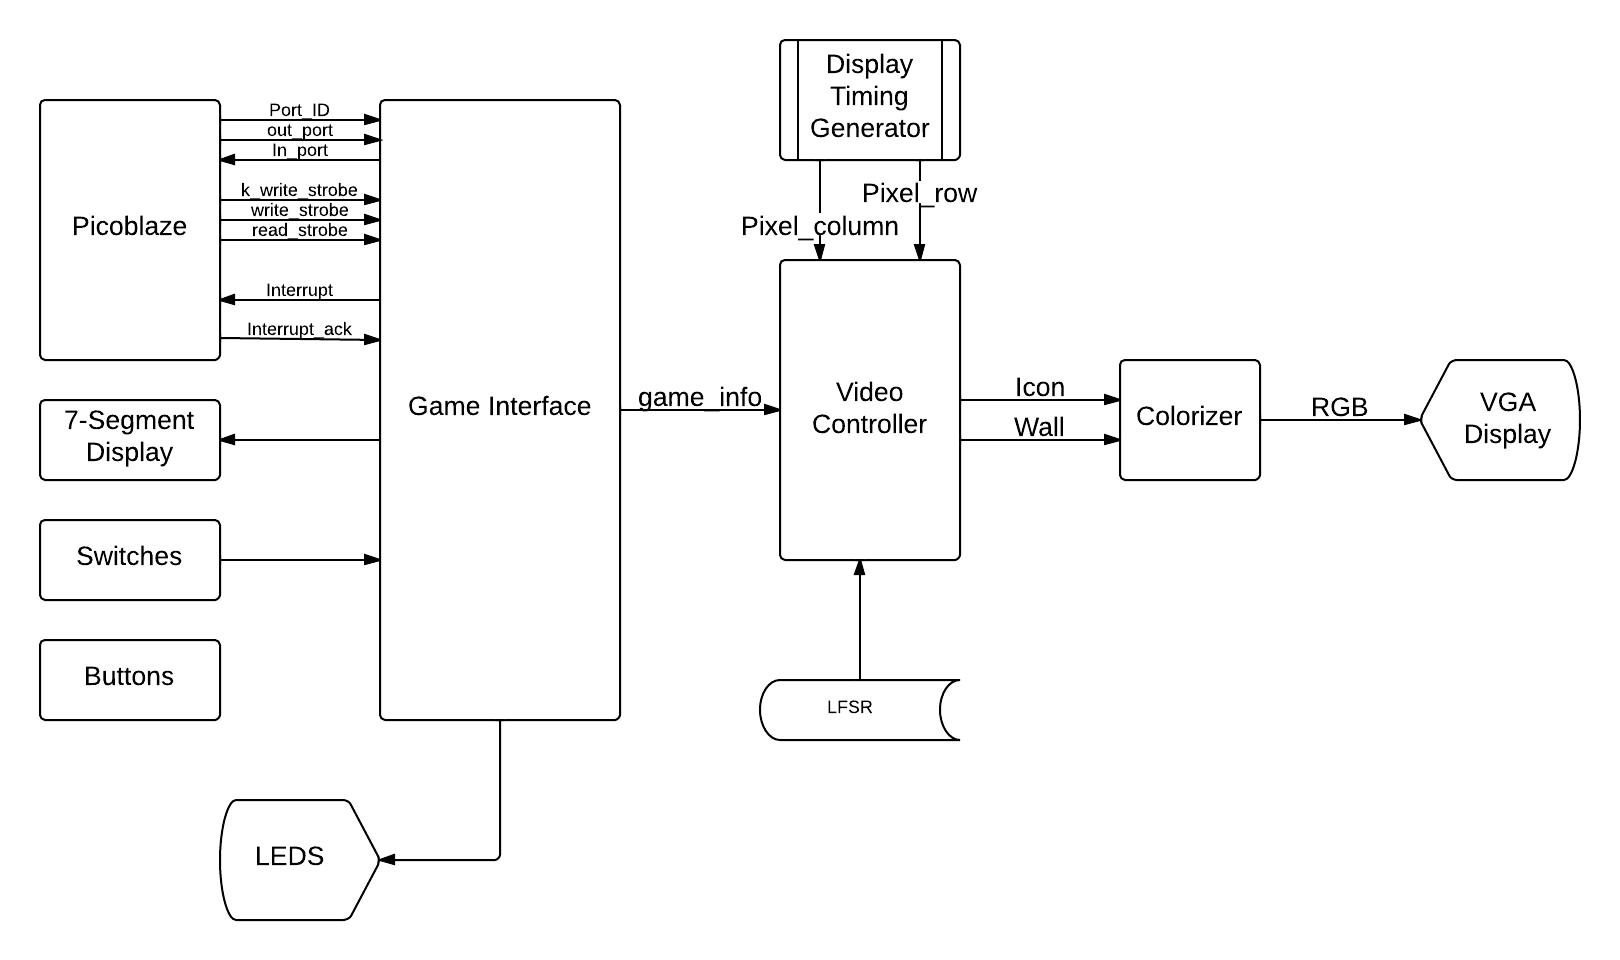 Display
Timing
Generator
Port_ID
out_port
In_port
k_write_strobe
write_strobe
read_strobe
Picoblaze
Interrupt
Interrupt_ack
Pixel_row
Pixel_column
Game Interface
game_info
Video
Controller
Icon
Wall
Colorizer
RGB
VGA
Display
7-Segment
Display
Switches
Buttons
LFSR
LEDS